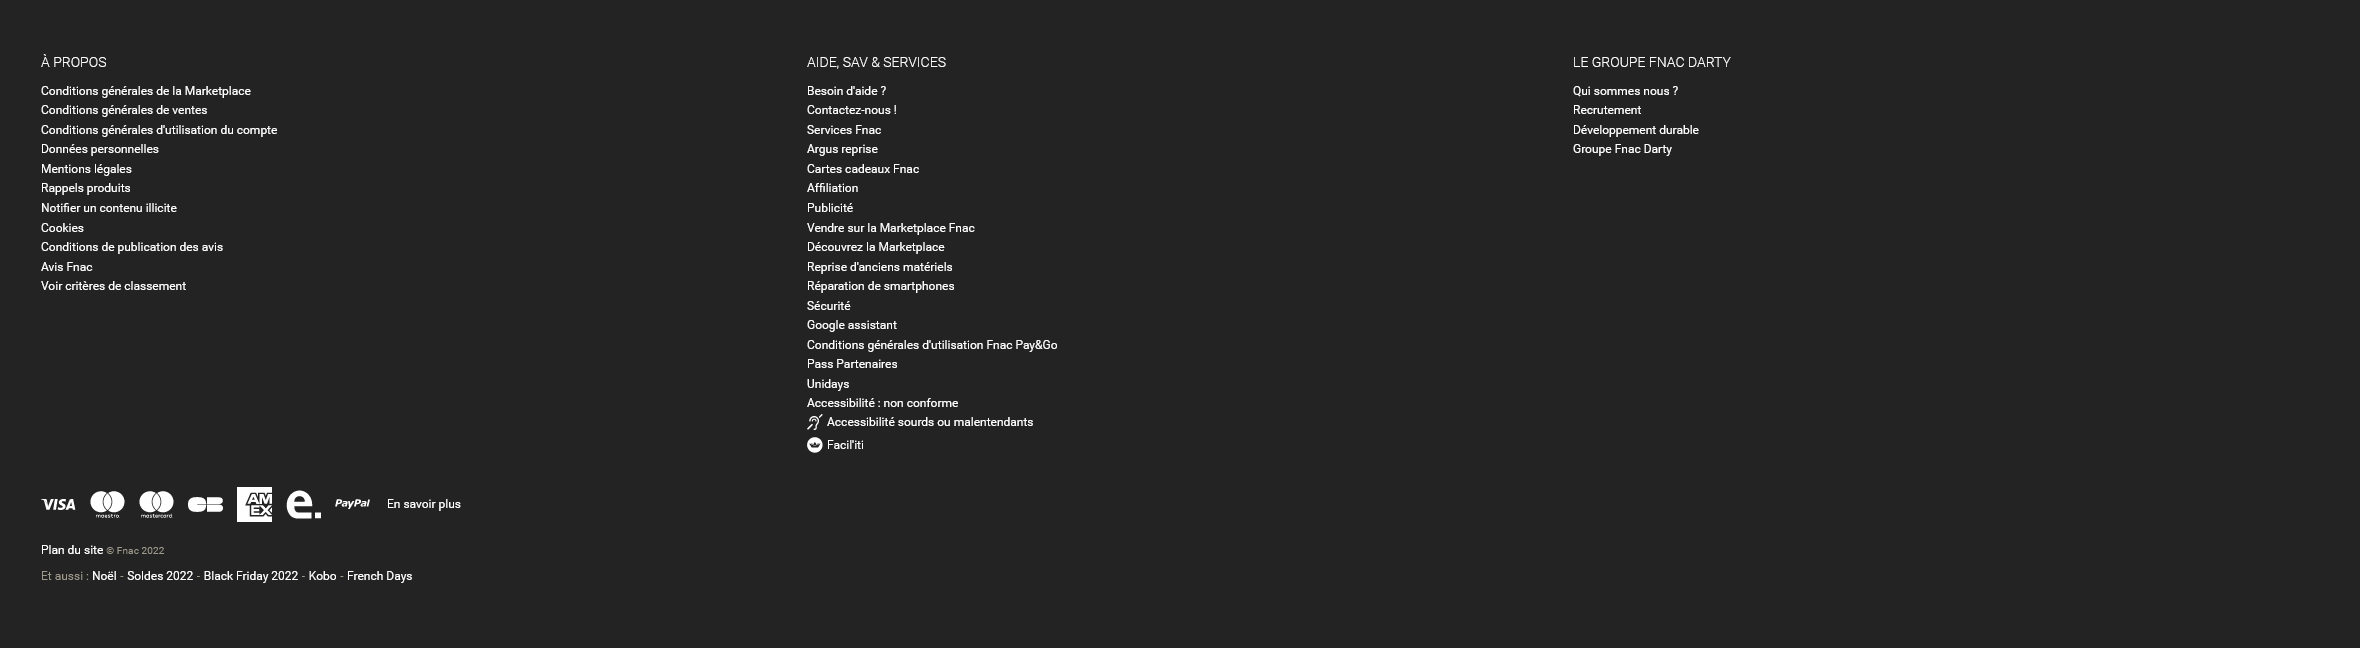 À PROPOS
Conditions générales de la Marketplace
Conditions générales de ventes
Conditions générales d'utilisation du compte
Données personnelles
Mentions légales
Rappels produits
Notifier un contenu illicite
Cookies
Conditions de publication des avis
Avis Fnac
Voir critères de classement
AIDE, SAV & SERVICES
Besoin d'aide ?
Contactez-nous !
Services Fnac
Argus reprise
Cartes cadeaux Fnac
Affiliation
Publicité
Vendre sur la Marketplace Fnac
Découvrez la Marketplace
Reprise d'anciens matériels
Réparation de smartphones
Sécurité
Google assistant
Conditions générales d'utilisation Fnac Pay&Go
Pass Partenaires
Unidays
Accessibilité : non conforme
Accessibilité sourds ou malentendants
Facil'iti
LE GROUPE FNAC DARTY
Qui sommes nous ?
Recrutement
Développement durable
Groupe Fnac Darty
VISA maestro mastercard CB AMEX e. PayPal En savoir plus
Plan du site © Fnac 2022
Et aussi : Noël - Soldes 2022 - Black Friday 2022 - Kobo - French Days